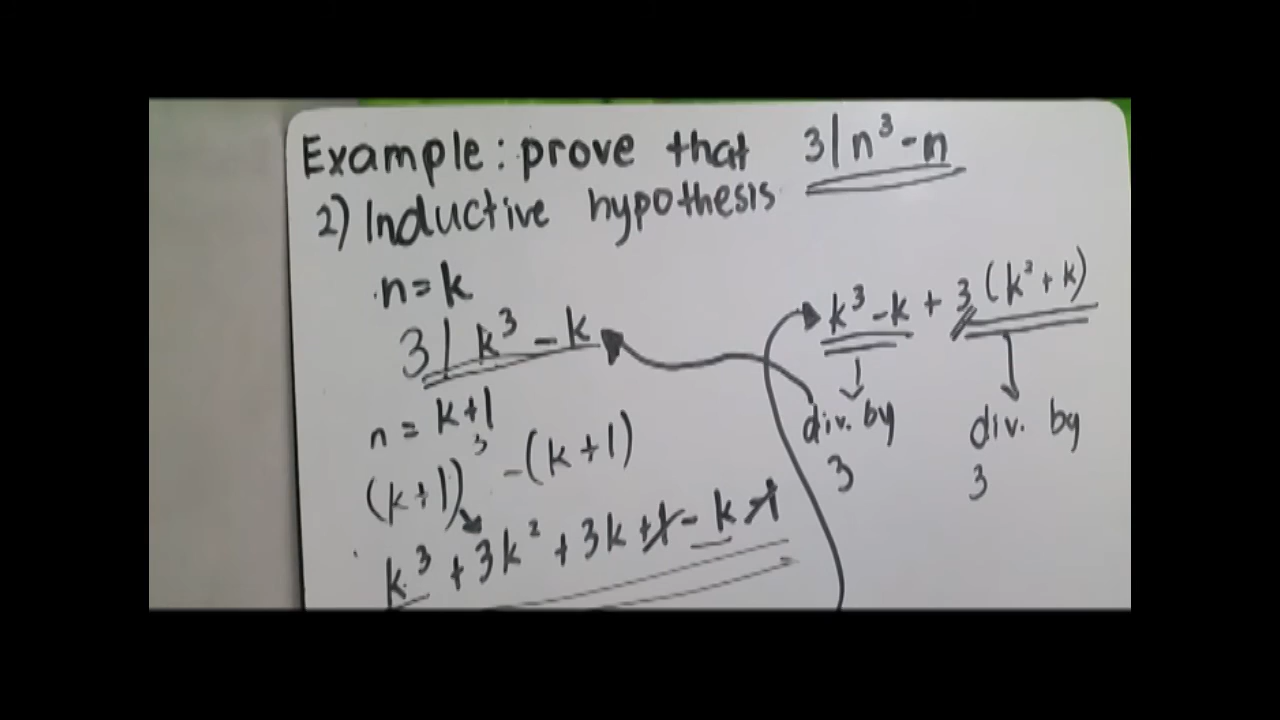 Example: prove that 3|n³-n
2) Inductive hypothesis
n=k
3| k³ - k
n = k+1
(k+1)³ - (k+1)
k³ + 3k² + 3k + 1 - k - 1
k³ - k + 3(k² + k)
div. by div. by
3 3